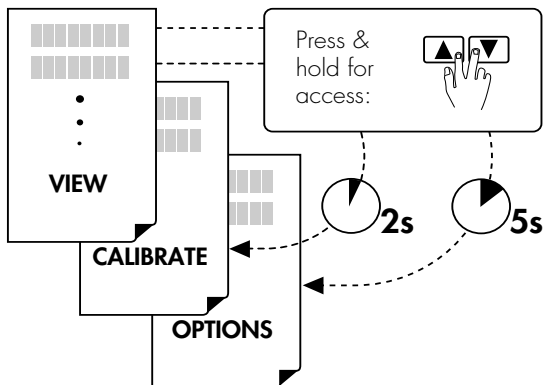 Press &
hold for
access:
VIEW
2s
5s
CALIBRATE
OPTIONS